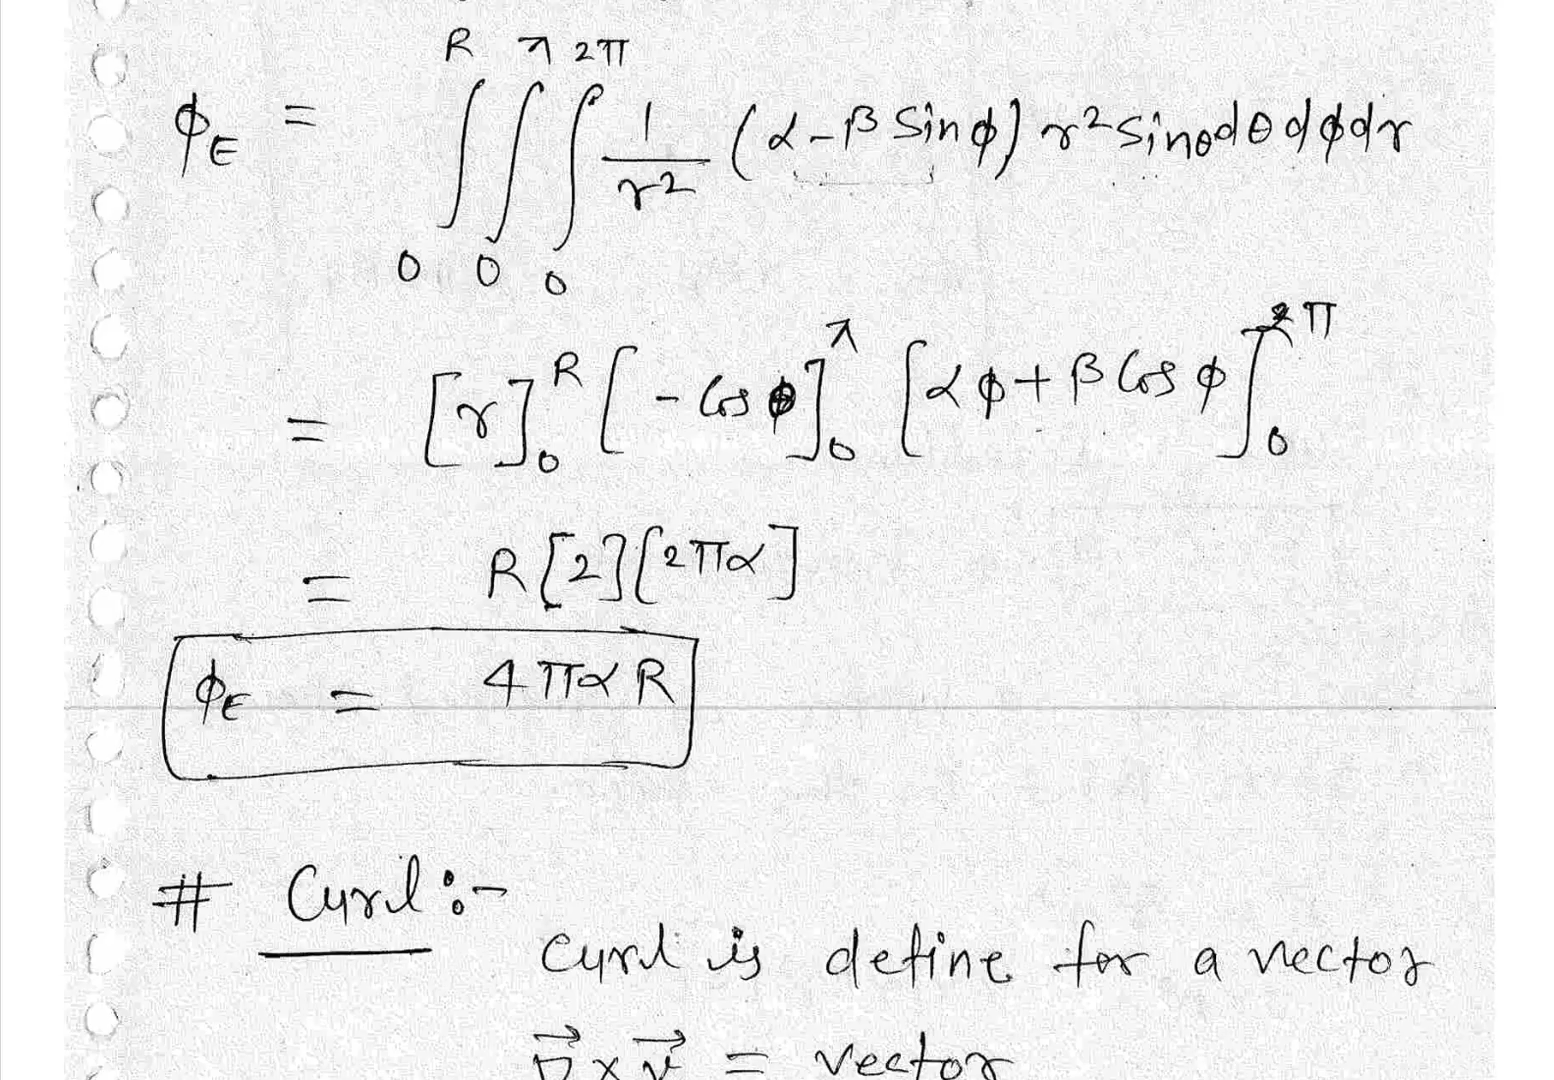 ϕE = ∫₀^R ∫₀^π ∫₀^2π 1/r² (α - β Sinϕ) r² sinθ dθ dϕ dr
= [r]₀^R [- Cos θ]₀^π [αϕ + β Cos ϕ]₀^2π
= R[2][2πα]
ϕE = 4παR
# Curl :-
Curl is define for a vector
∇⃗ × v⃗ = vector